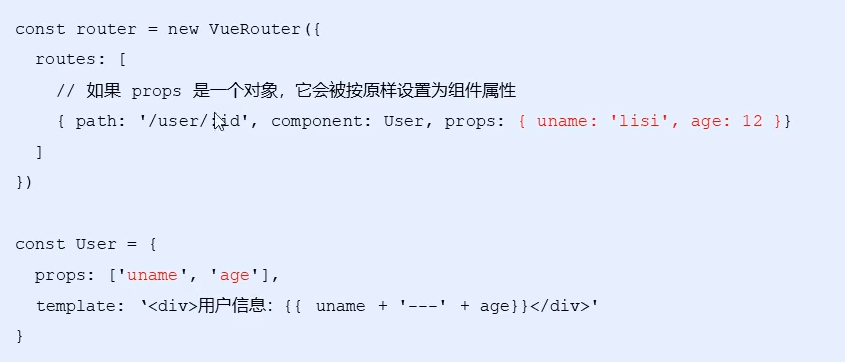 const router = new VueRouter({
routes: [
// 如果 props 是一个对象，它会被按原样设置为组件属性
{ path: '/user/:id', component: User, props: { uname: 'lisi', age: 12 }}
]
})
const User = {
props: ['uname', 'age'],
template: ‘<div>用户信息：{{ uname + '---' + age}}</div>'
}